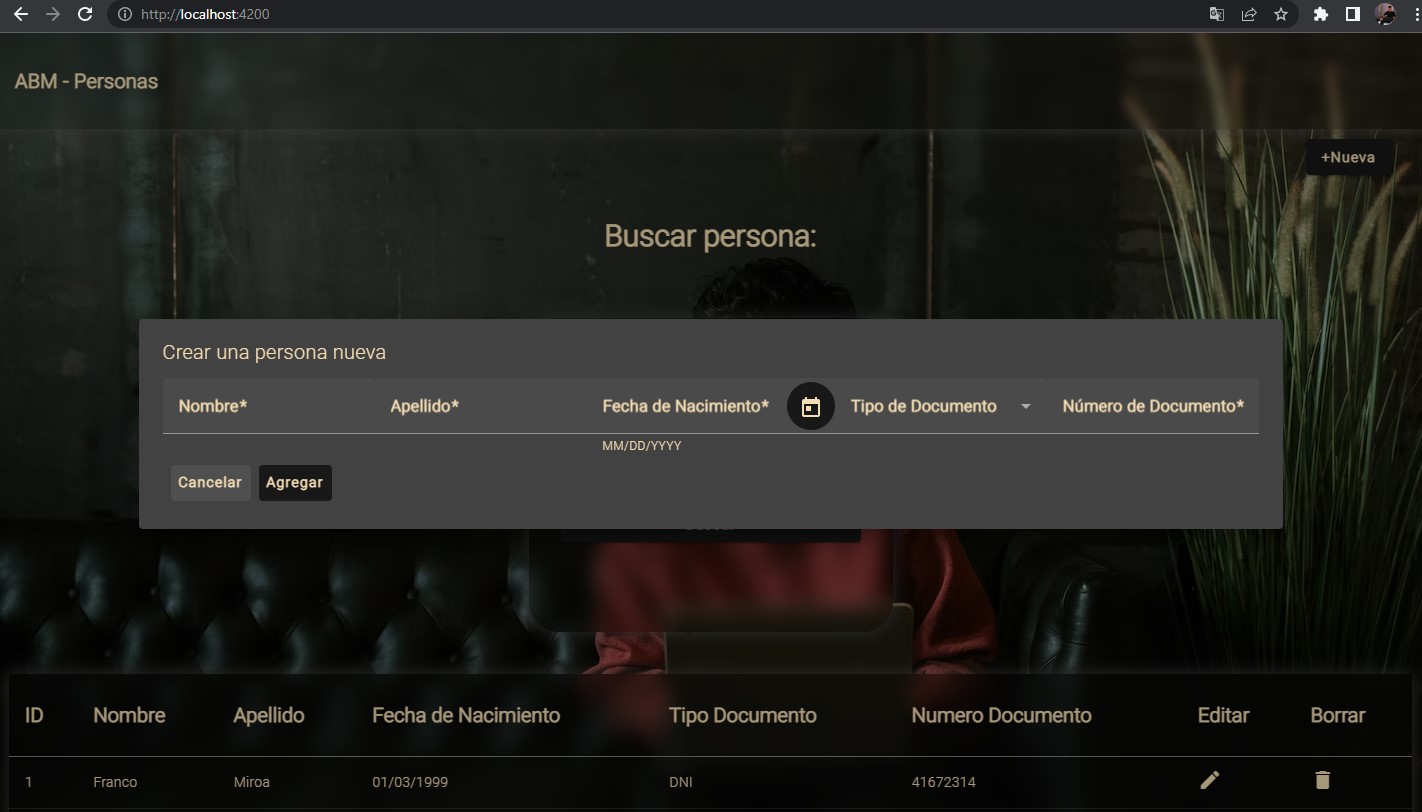 http://localhost:4200
ABM - Personas
+Nueva
Buscar persona:
Crear una persona nueva
Nombre* Apellido* Fecha de Nacimiento* Tipo de Documento Número de Documento*
MM/DD/YYYY
Cancelar Agregar
ID Nombre Apellido Fecha de Nacimiento Tipo Documento Numero Documento Editar Borrar
1 Franco Miroa 01/03/1999 DNI 41672314